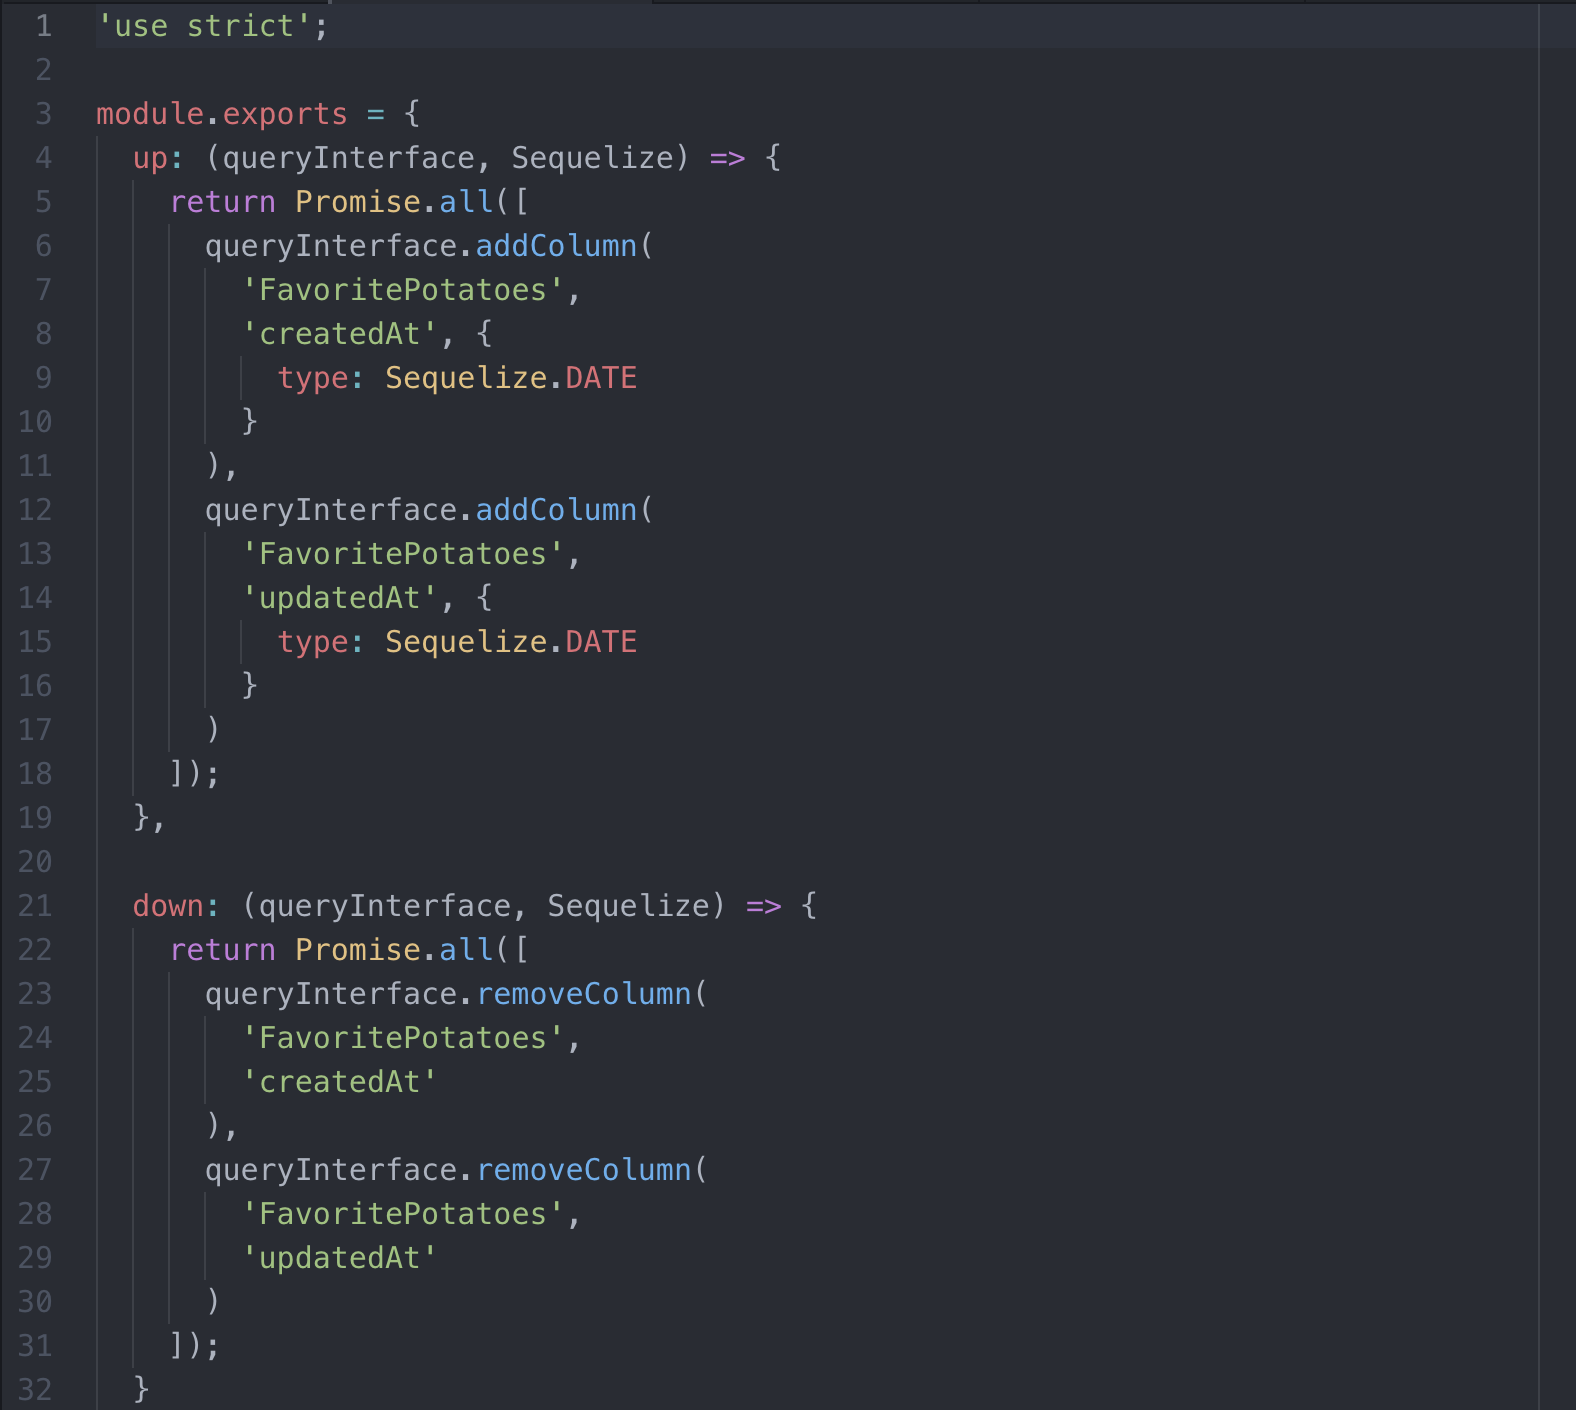 1 'use strict';
2
3 module.exports = {
4   up: (queryInterface, Sequelize) => {
5     return Promise.all([
6       queryInterface.addColumn(
7         'FavoritePotatoes',
8         'createdAt', {
9           type: Sequelize.DATE
10         }
11       ),
12       queryInterface.addColumn(
13         'FavoritePotatoes',
14         'updatedAt', {
15           type: Sequelize.DATE
16         }
17       )
18     ]);
19   },
20
21   down: (queryInterface, Sequelize) => {
22     return Promise.all([
23       queryInterface.removeColumn(
24         'FavoritePotatoes',
25         'createdAt'
26       ),
27       queryInterface.removeColumn(
28         'FavoritePotatoes',
29         'updatedAt'
30       )
31     ]);
32   }